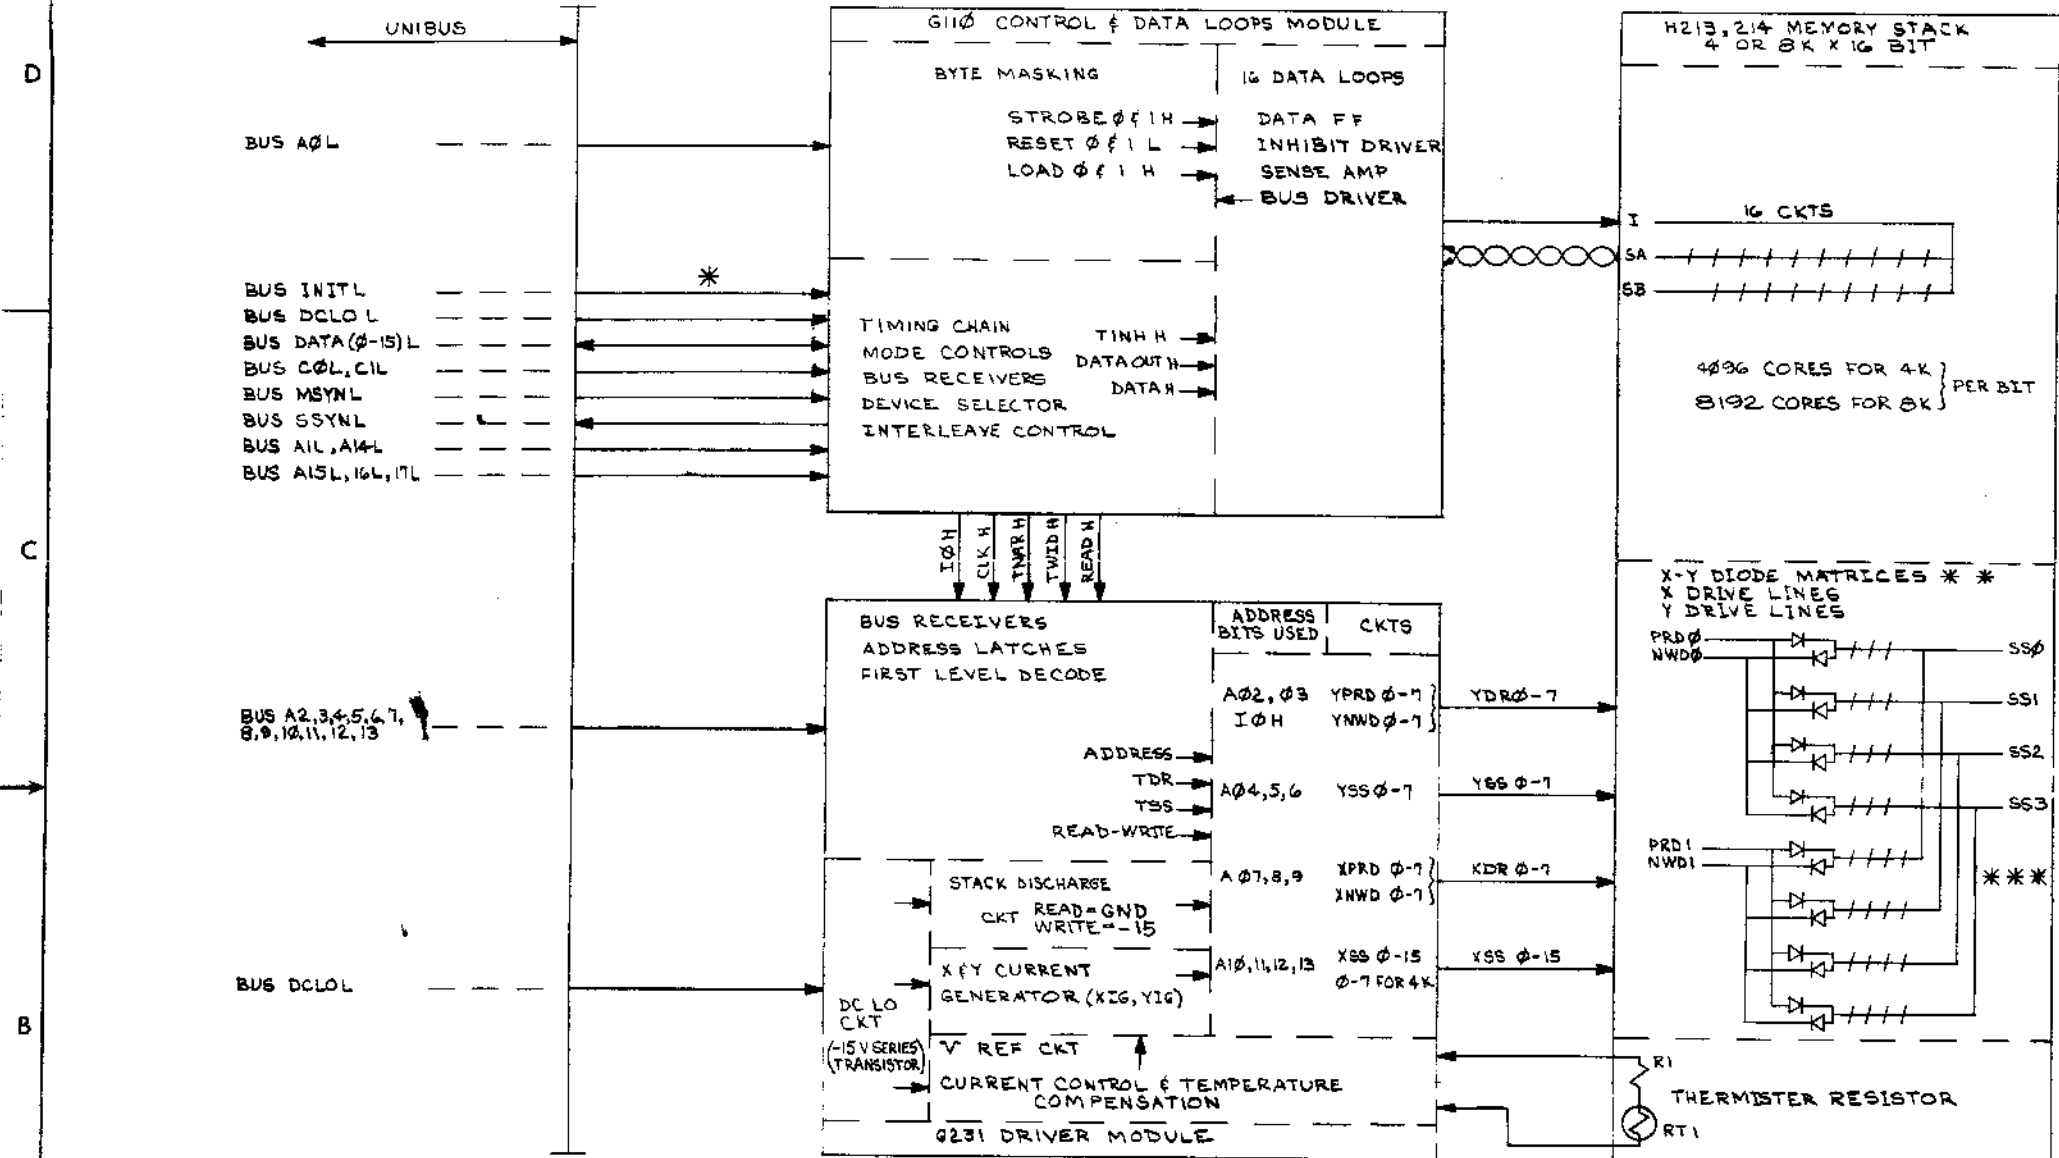 D
C
B
UNIBUS
BUS AØL
BUS INITL
BUS DCLO L
BUS DATA (Ø-15) L
BUS CØL, C1L
BUS MSYNL
BUS SSYNL
BUS A1L, A14L
BUS A15L, 16L, 17L
BUS A2,3,4,5,6,7,
8,9,1Ø,11,12,13
BUS DCLOL
G11Ø CONTROL & DATA LOOPS MODULE
BYTE MASKING
STROBE Ø & 1 H
RESET Ø & 1 L
LOAD Ø & 1 H
16 DATA LOOPS
DATA FF
INHIBIT DRIVER
SENSE AMP
BUS DRIVER
*
TIMING CHAIN
MODE CONTROLS
BUS RECEIVERS
DEVICE SELECTOR
INTERLEAVE CONTROL
TINH H
DATA OUT H
DATA H
IØH
CLK H
TNAR H
TWID H
READ H
BUS RECEIVERS
ADDRESS LATCHES
FIRST LEVEL DECODE
ADDRESS
TDR
TSS
READ-WRITE
ADDRESS
BITS USED
CKTS
AØ2, Ø3 YPRD Ø-7
IØH YNWD Ø-7
AØ4,5,6 YSS Ø-7
A Ø7,8,9 XPRD Ø-7
XNWD Ø-7
A1Ø,11,12,13 XSS Ø-15
Ø-7 FOR 4K
YDRØ-7
YSS Ø-7
XDR Ø-7
XSS Ø-15
STACK DISCHARGE
CKT READ=GND
WRITE=-15
X & Y CURRENT
GENERATOR (XIG, YIG)
DC LO
CKT
(-15 V SERIES
TRANSISTOR)
V REF CKT
CURRENT CONTROL & TEMPERATURE
COMPENSATION
G231 DRIVER MODULE
H213, 214 MEMORY STACK
4 OR 8K X 16 BIT
I 16 CKTS
SA
SB
4Ø96 CORES FOR 4K
8192 CORES FOR 8K
PER BIT
X-Y DIODE MATRICES * *
X DRIVE LINES
Y DRIVE LINES
PRDØ
NWDØ
SSØ
SS1
SS2
SS3
PRD1
NWD1
* * *
R1
THERMISTER RESISTOR
RT1